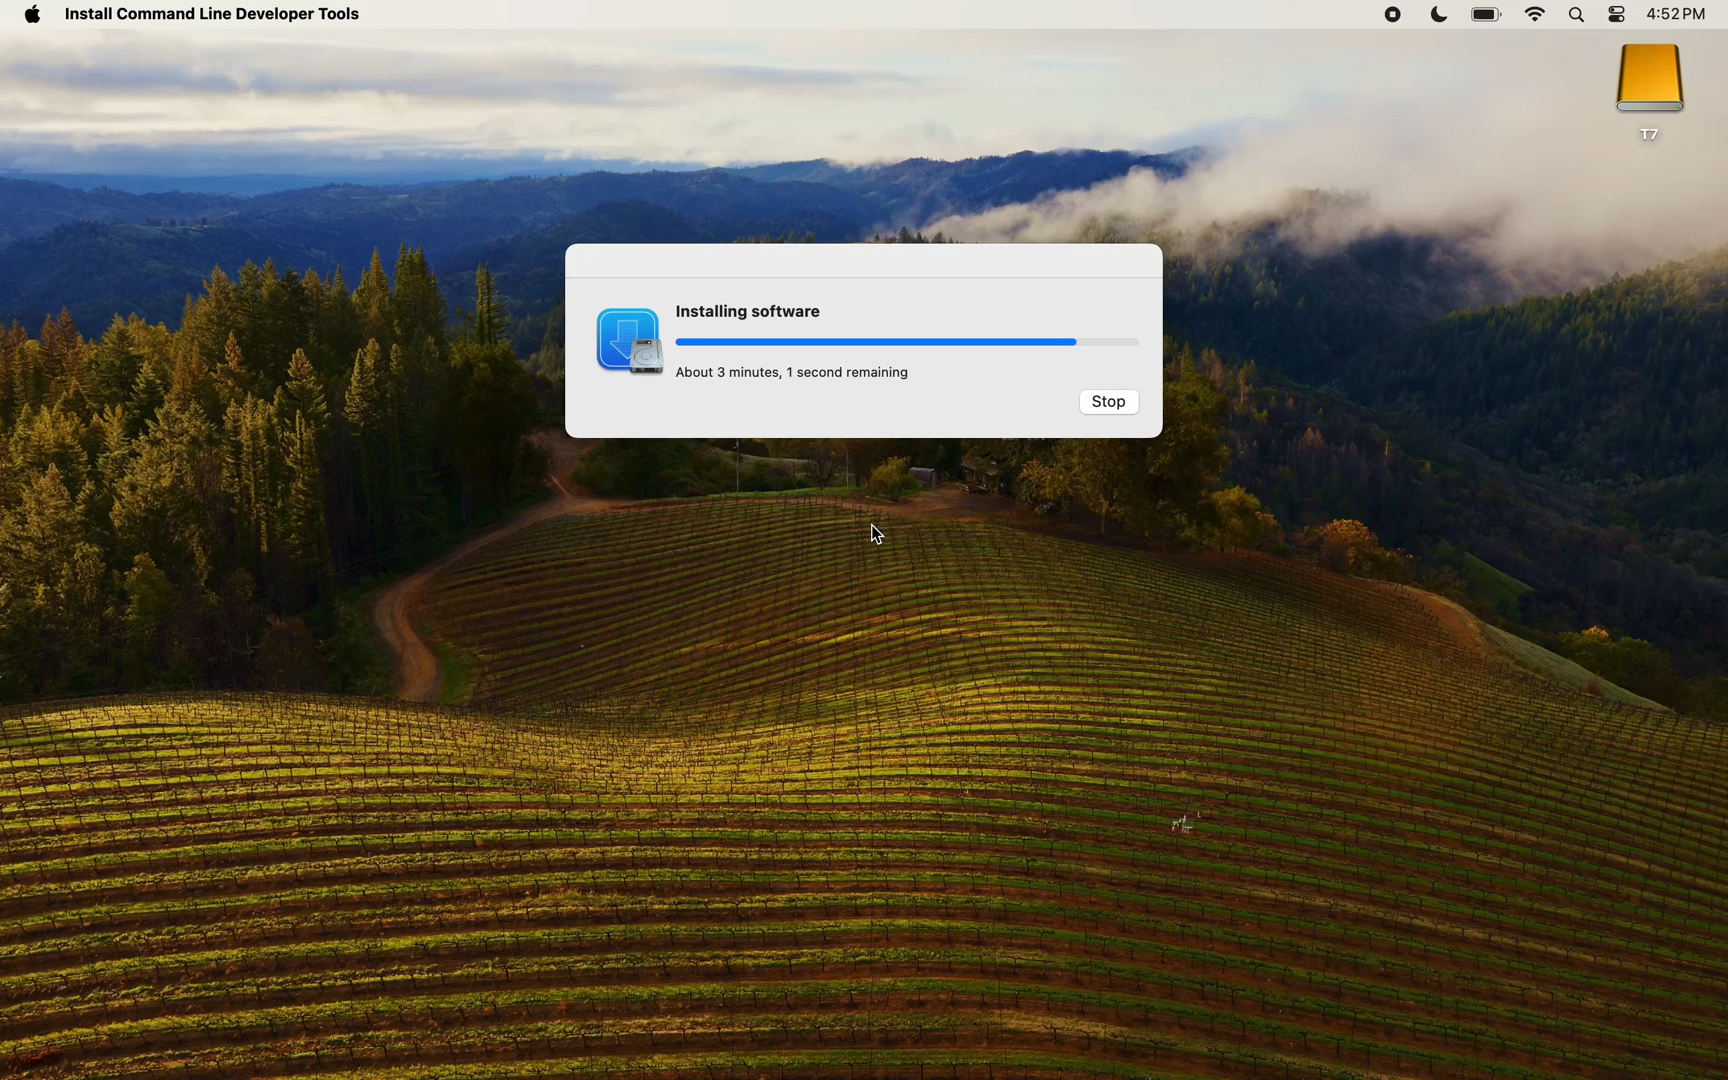 Install Command Line Developer Tools
4:52 PM
T7
Installing software
About 3 minutes, 1 second remaining
Stop